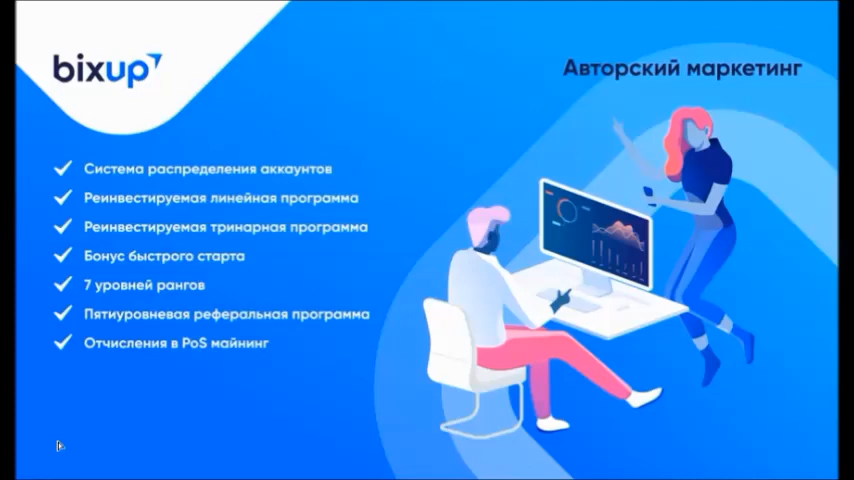 bixup
Авторский маркетинг
Система распределения аккаунтов
Реинвестируемая линейная программа
Реинвестируемая тринарная программа
Бонус быстрого старта
7 уровней рангов
Пятиуровневая реферальная программа
Отчисления в PoS майнинг